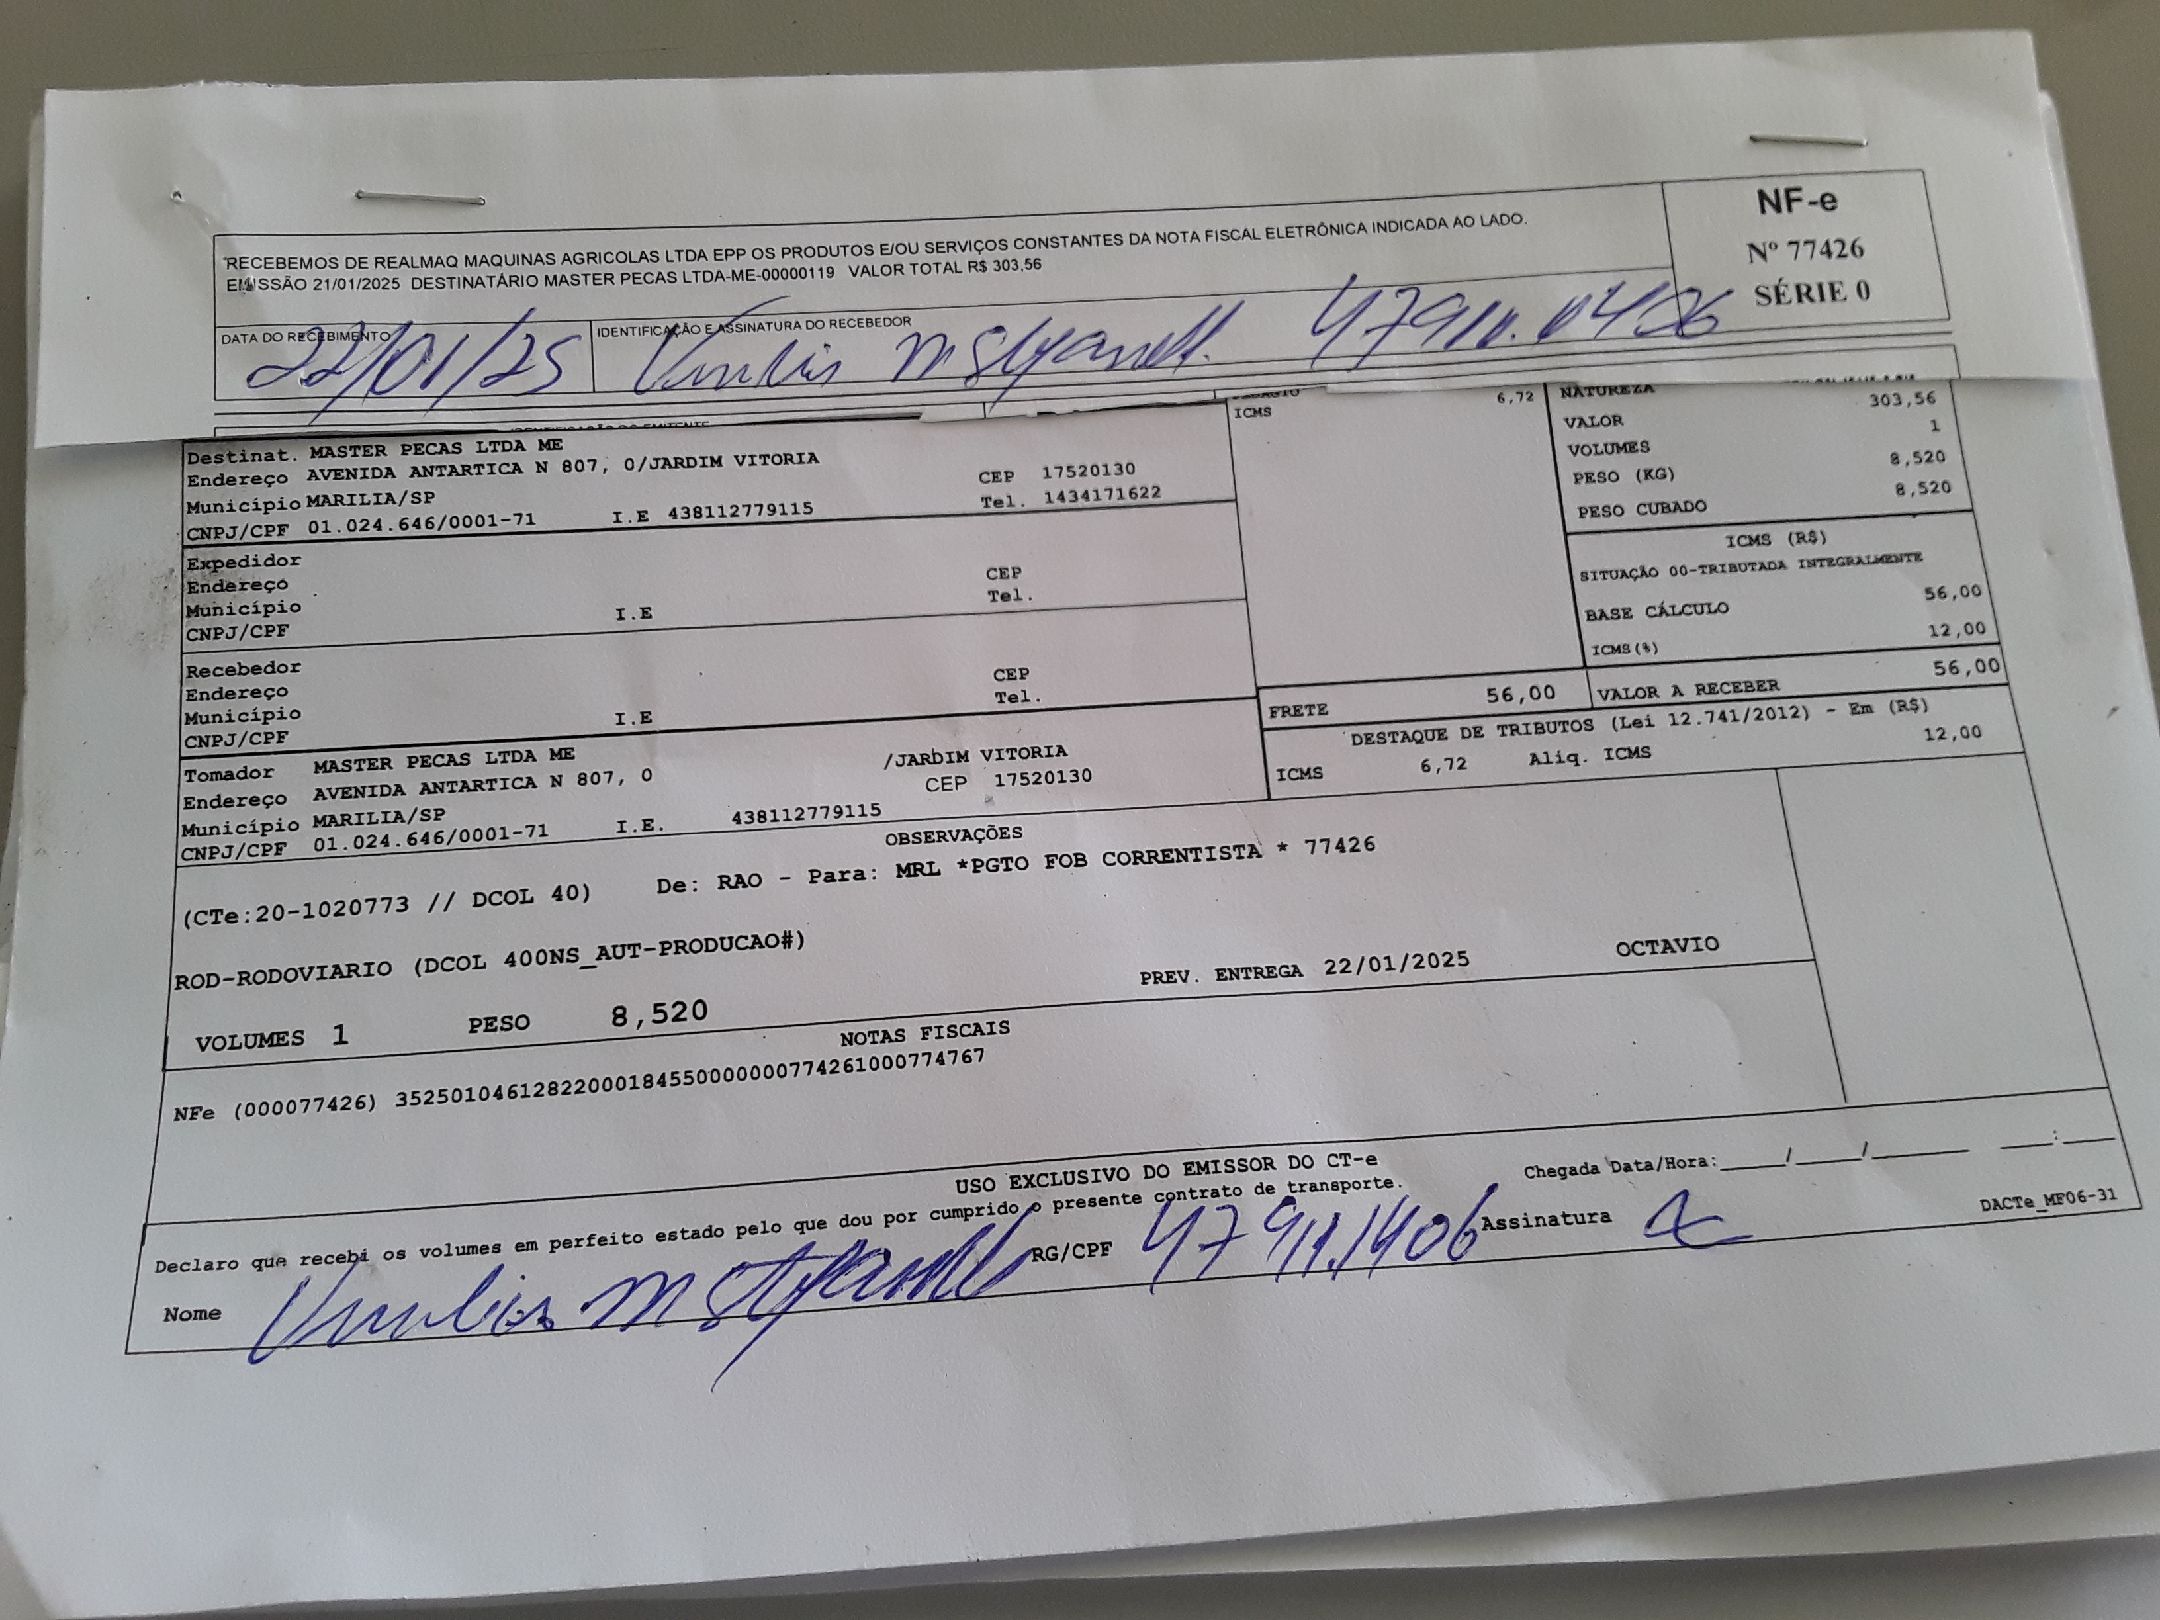 RECEBEMOS DE REALMAQ MAQUINAS AGRICOLAS LTDA EPP OS PRODUTOS E/OU SERVIÇOS CONSTANTES DA NOTA FISCAL ELETRÔNICA INDICADA AO LADO.
EMISSÃO 21/01/2025 DESTINATÁRIO MASTER PECAS LTDA-ME-00000119 VALOR TOTAL R$ 303,56
NF-e
Nº 77426
SÉRIE 0
DATA DO RECEBIMENTO
22/01/25
IDENTIFICAÇÃO E ASSINATURA DO RECEBEDOR
ICMS 6,72
NATUREZA
VALOR 303,56
VOLUMES 1
PESO (KG) 8,520
PESO CUBADO 8,520
ICMS (R$)
SITUAÇÃO 00-TRIBUTADA INTEGRALMENTE
BASE CÁLCULO 56,00
ICMS(%) 12,00
Destinat. MASTER PECAS LTDA ME
Endereço AVENIDA ANTARTICA N 807, 0/JARDIM VITORIA CEP 17520130
Município MARILIA/SP Tel. 1434171622
CNPJ/CPF 01.024.646/0001-71 I.E 438112779115
Expedidor
Endereço CEP
Município Tel.
CNPJ/CPF I.E
Recebedor
Endereço CEP
Município Tel.
CNPJ/CPF I.E
FRETE 56,00 VALOR A RECEBER 56,00
DESTAQUE DE TRIBUTOS (Lei 12.741/2012) - Em (R$)
ICMS 6,72 Aliq. ICMS 12,00
Tomador MASTER PECAS LTDA ME /JARDIM VITORIA
Endereço AVENIDA ANTARTICA N 807, 0 CEP 17520130
Município MARILIA/SP
CNPJ/CPF 01.024.646/0001-71 I.E. 438112779115
OBSERVAÇÕES
(CTe:20-1020773 // DCOL 40) De: RAO - Para: MRL *PGTO FOB CORRENTISTA * 77426
ROD-RODOVIARIO (DCOL 400NS_AUT-PRODUCAO#)
PREV. ENTREGA 22/01/2025 OCTAVIO
VOLUMES 1 PESO 8,520
NOTAS FISCAIS
NFe (000077426) 35250104612822000184550000000774261000774767
USO EXCLUSIVO DO EMISSOR DO CT-e
Chegada Data/Hora:_____/_____/_______ ____:____
Declaro que recebi os volumes em perfeito estado pelo que dou por cumprido o presente contrato de transporte.
DACTe_MF06-31
Nome
RG/CPF
Assinatura